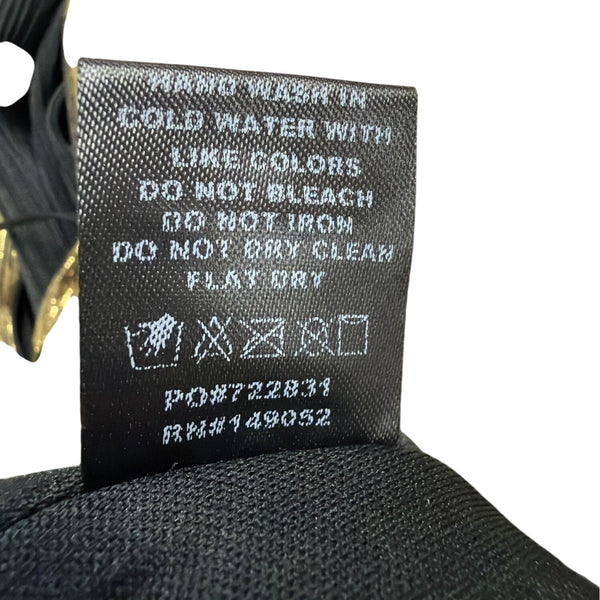 HAND WASH IN
COLD WATER WITH
LIKE COLORS
DO NOT BLEACH
DO NOT IRON
DO NOT DRY CLEAN
FLAT DRY
PO#722831
RN#149052